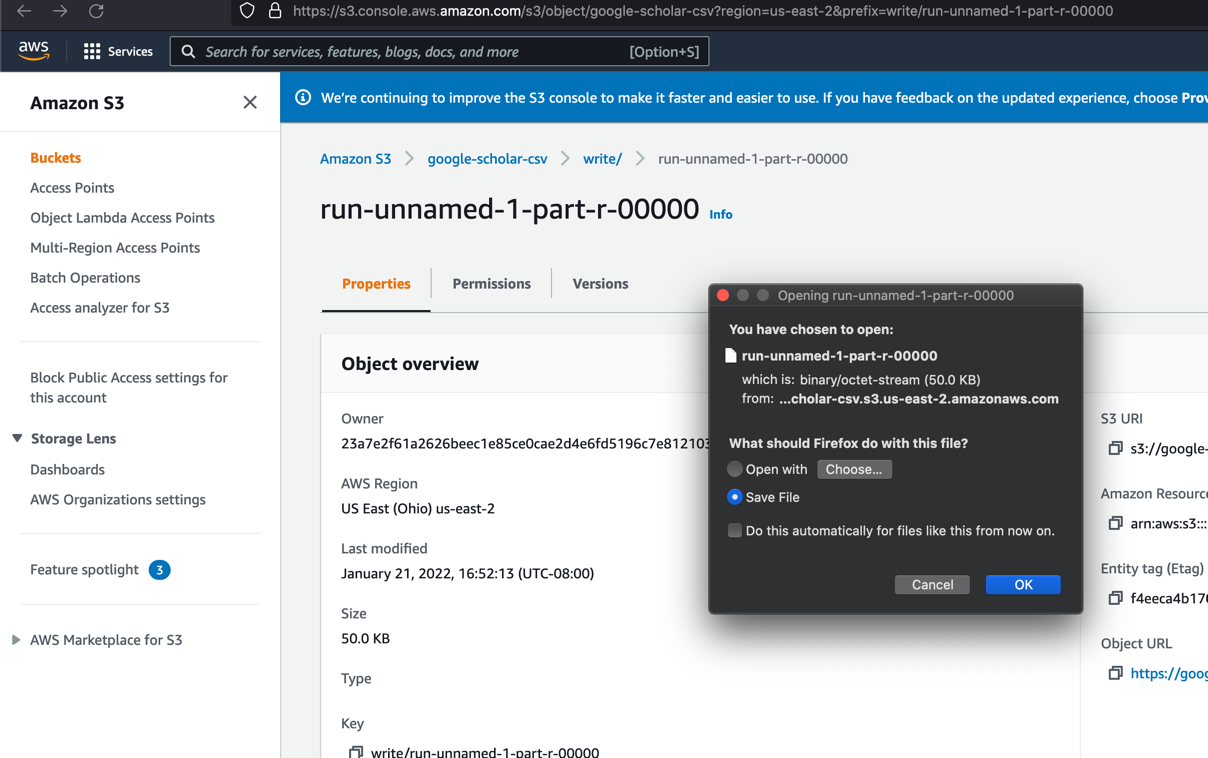 https://s3.console.aws.amazon.com/s3/object/google-scholar-csv?region=us-east-2&prefix=write/run-unnamed-1-part-r-00000
aws
Services
Search for services, features, blogs, docs, and more
[Option+S]
Amazon S3
We're continuing to improve the S3 console to make it faster and easier to use. If you have feedback on the updated experience, choose
Buckets
Access Points
Object Lambda Access Points
Multi-Region Access Points
Batch Operations
Access analyzer for S3
Block Public Access settings for
this account
Storage Lens
Dashboards
AWS Organizations settings
Feature spotlight 3
AWS Marketplace for S3
Amazon S3 > google-scholar-csv > write/ > run-unnamed-1-part-r-00000
run-unnamed-1-part-r-00000 Info
Properties
Permissions
Versions
Object overview
Owner
23a7e2f61a2626beec1e85ce0cae2d4e6fd5196c7e812103
AWS Region
US East (Ohio) us-east-2
Last modified
January 21, 2022, 16:52:13 (UTC-08:00)
Size
50.0 KB
Type
Key
write/run-unnamed-1-part-r-00000
Opening run-unnamed-1-part-r-00000
You have chosen to open:
run-unnamed-1-part-r-00000
which is: binary/octet-stream (50.0 KB)
from: ...cholar-csv.s3.us-east-2.amazonaws.com
What should Firefox do with this file?
Open with Choose...
Save File
Do this automatically for files like this from now on.
Cancel
OK
S3 URI
s3://google-
Amazon Resource
arn:aws:s3:::
Entity tag (Etag)
f4eeca4b17
Object URL
https://goog